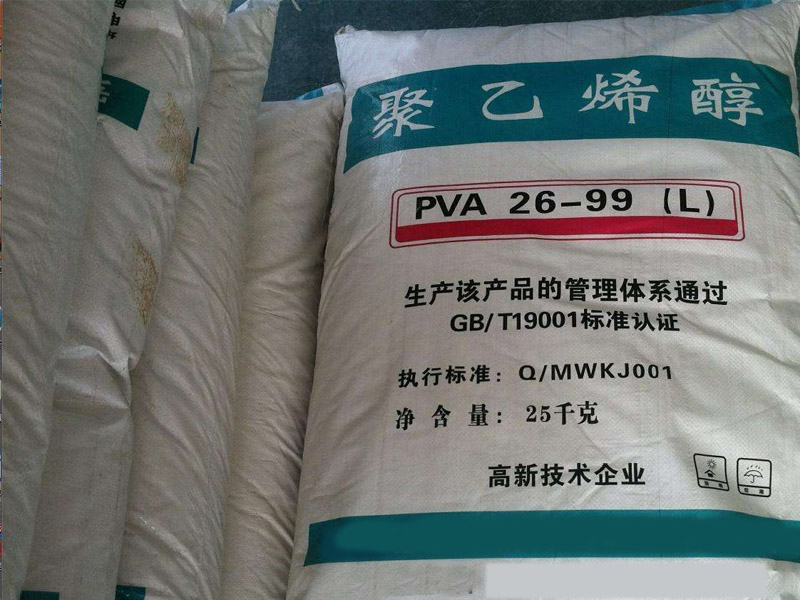 聚乙烯醇
PVA 26-99 (L)
生产该产品的管理体系通过
GB/T19001标准认证
执行标准: Q/MWKJ001
净含量: 25千克
高新技术企业